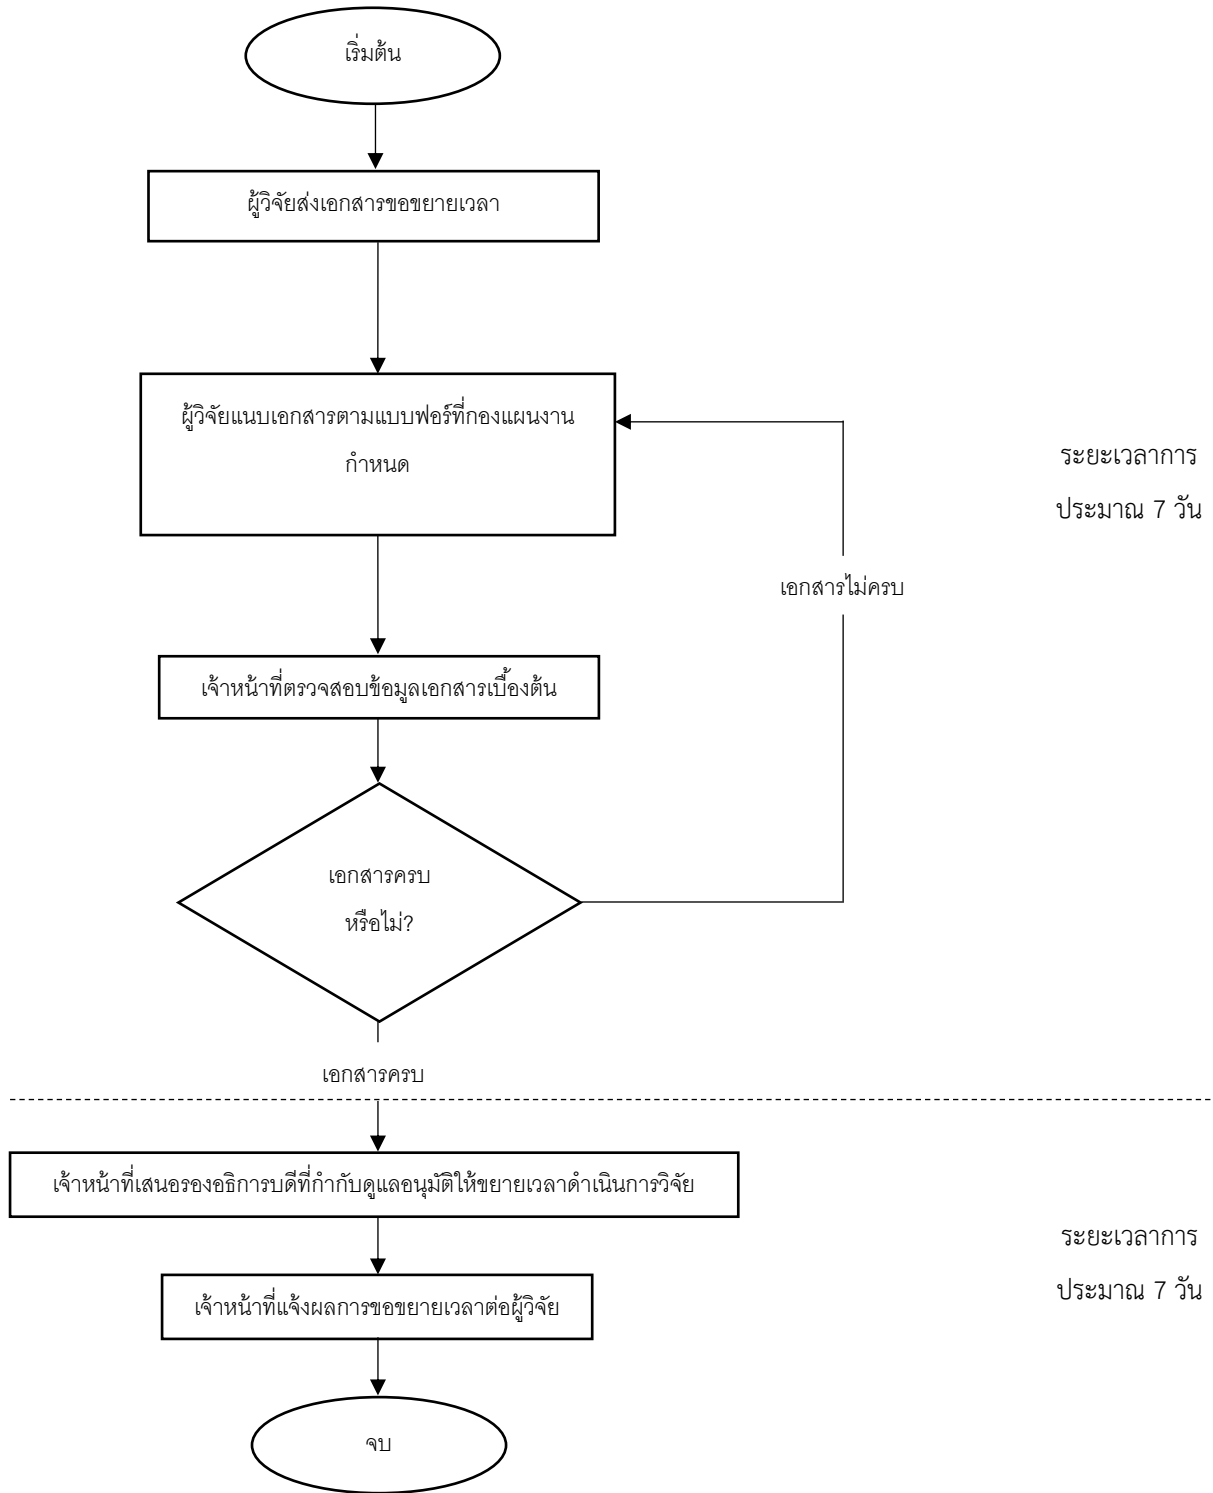 เริ่มต้น
ผู้วิจัยส่งเอกสารขอขยายเวลา
ผู้วิจัยแนบเอกสารตามแบบฟอร์ที่กองแผนงาน
กำหนด
ระยะเวลาการ
ประมาณ 7 วัน
เอกสารไม่ครบ
เจ้าหน้าที่ตรวจสอบข้อมูลเอกสารเบื้องต้น
เอกสารครบ
หรือไม่?
เอกสารครบ
เจ้าหน้าที่เสนอรองอธิการบดีที่กำกับดูแลอนุมัติให้ขยายเวลาดำเนินการวิจัย
ระยะเวลาการ
ประมาณ 7 วัน
เจ้าหน้าที่แจ้งผลการขอขยายเวลาต่อผู้วิจัย
จบ